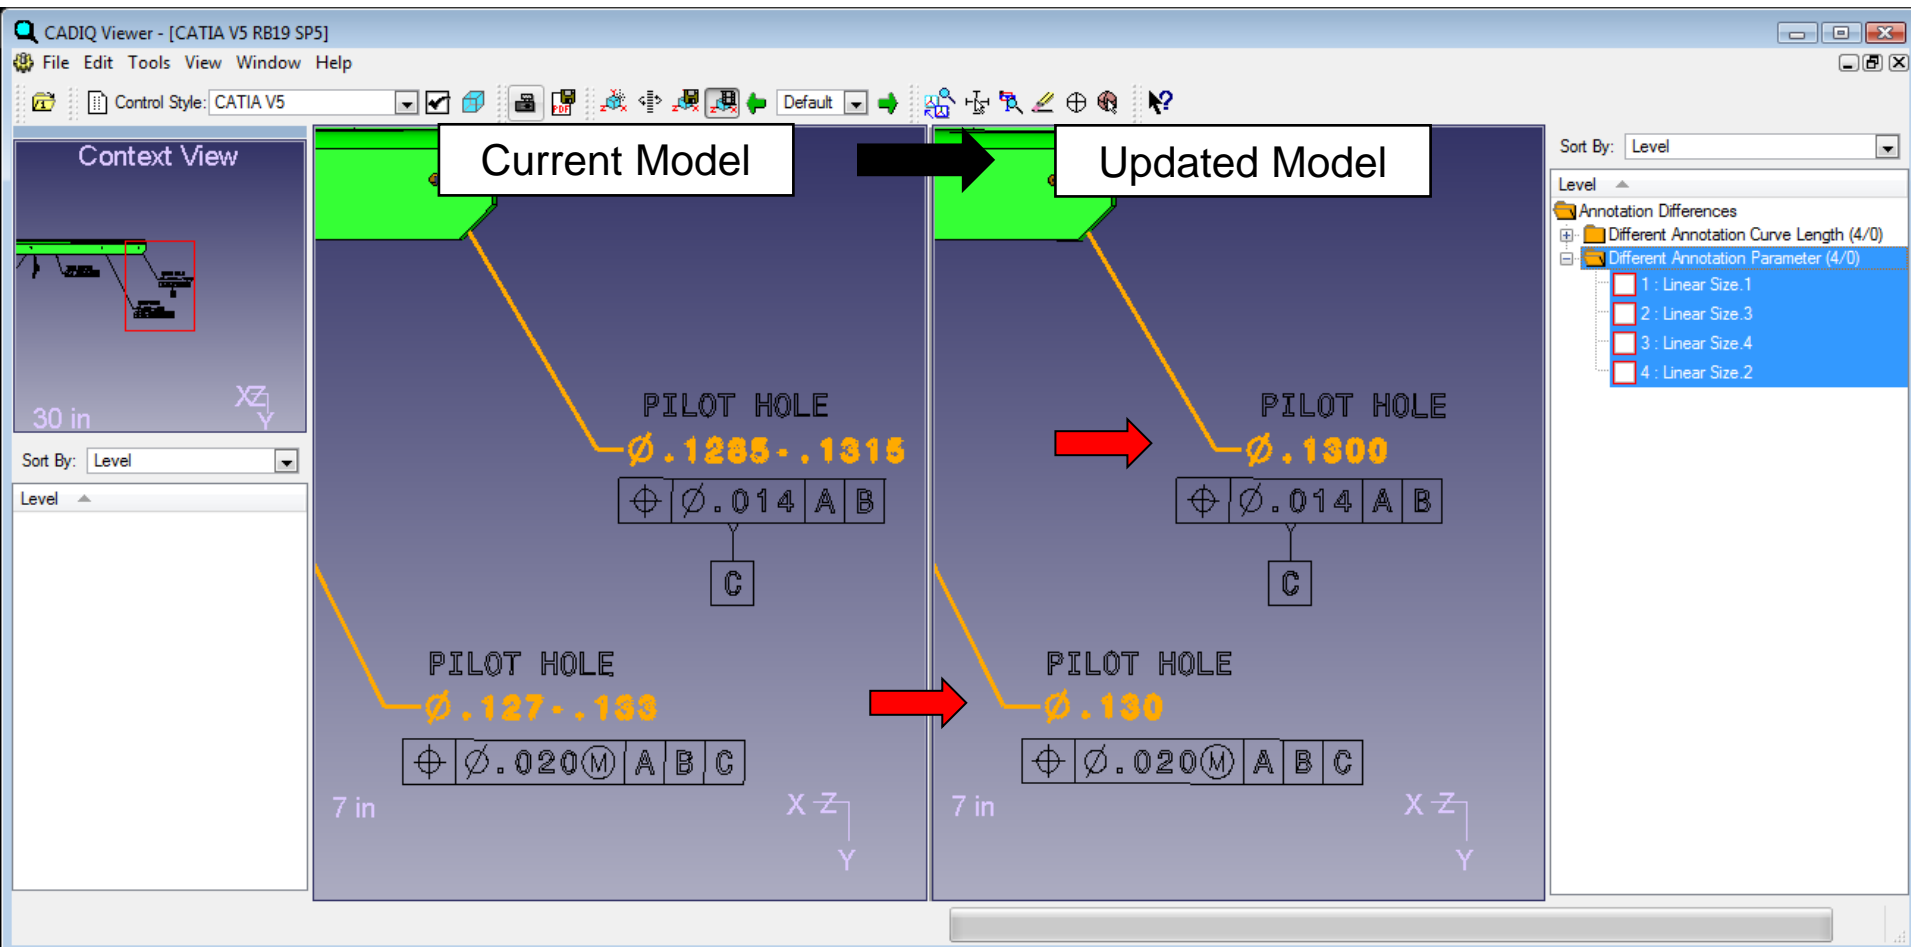 CADIQ Viewer - [CATIA V5 RB19 SP5]
File Edit Tools View Window Help
Control Style: CATIA V5
PDF
Default
Context View
30 in
XZ
Y
Sort By: Level
Level
Current Model
PILOT HOLE
Ø.1285-.1315
⌖ Ø.014 A B
C
PILOT HOLE
Ø.127-.133
⌖ Ø.020Ⓜ A B C
7 in
X Z
Y
Updated Model
PILOT HOLE
Ø.1300
⌖ Ø.014 A B
C
PILOT HOLE
Ø.130
⌖ Ø.020Ⓜ A B C
7 in
X Z
Y
Sort By: Level
Level
Annotation Differences
Different Annotation Curve Length (4/0)
Different Annotation Parameter (4/0)
1 : Linear Size.1
2 : Linear Size.3
3 : Linear Size.4
4 : Linear Size.2